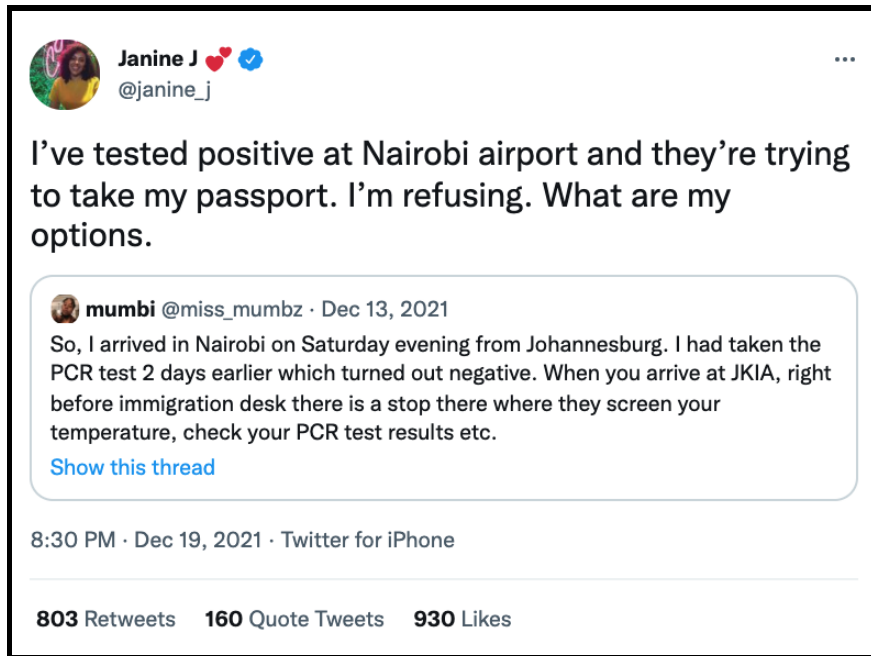 Janine J 💕
@janine_j
I’ve tested positive at Nairobi airport and they’re trying
to take my passport. I’m refusing. What are my
options.
mumbi @miss_mumbz · Dec 13, 2021
So, I arrived in Nairobi on Saturday evening from Johannesburg. I had taken the
PCR test 2 days earlier which turned out negative. When you arrive at JKIA, right
before immigration desk there is a stop there where they screen your
temperature, check your PCR test results etc.
Show this thread
8:30 PM · Dec 19, 2021 · Twitter for iPhone
803 Retweets 160 Quote Tweets 930 Likes